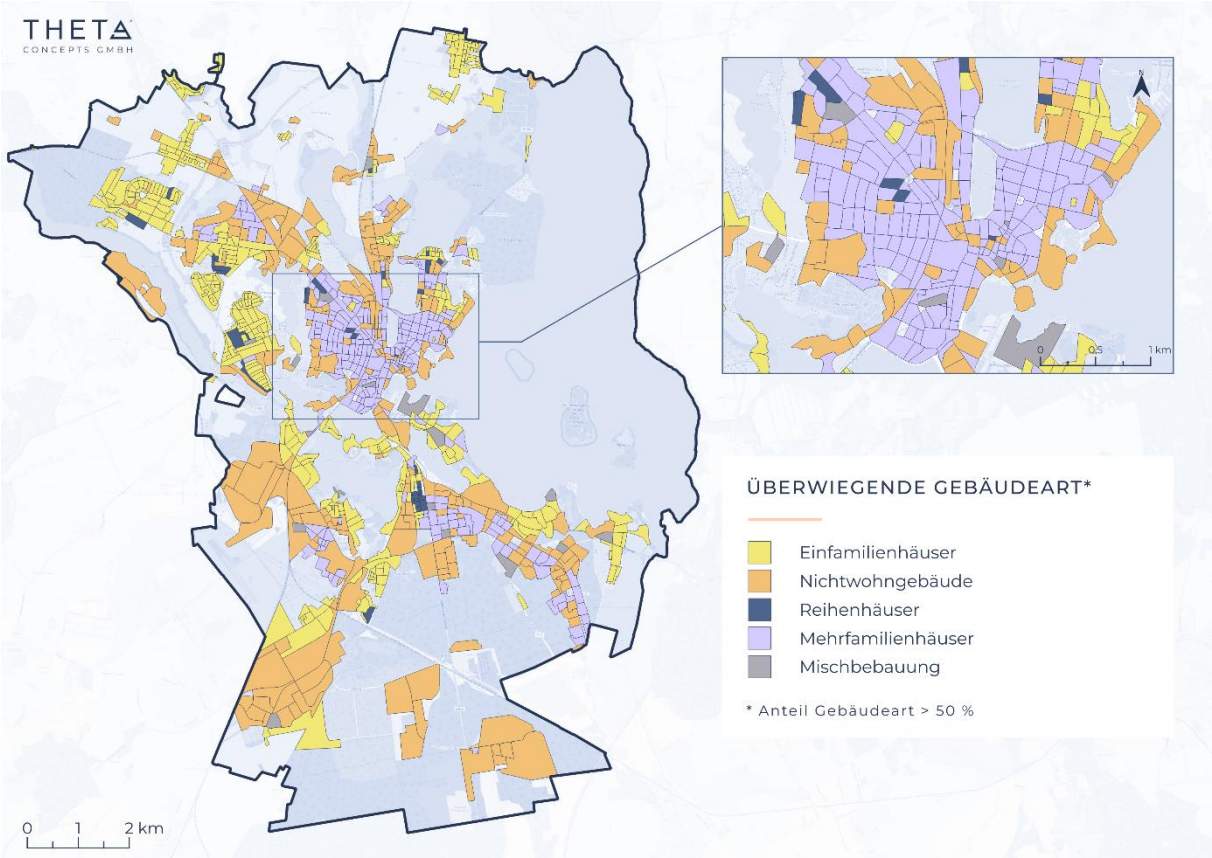 THETA
CONCEPTS GMBH
N
0 0,5 1 km
ÜBERWIEGENDE GEBÄUDEART*
Einfamilienhäuser
Nichtwohngebäude
Reihenhäuser
Mehrfamilienhäuser
Mischbebauung
* Anteil Gebäudeart > 50 %
0 1 2 km